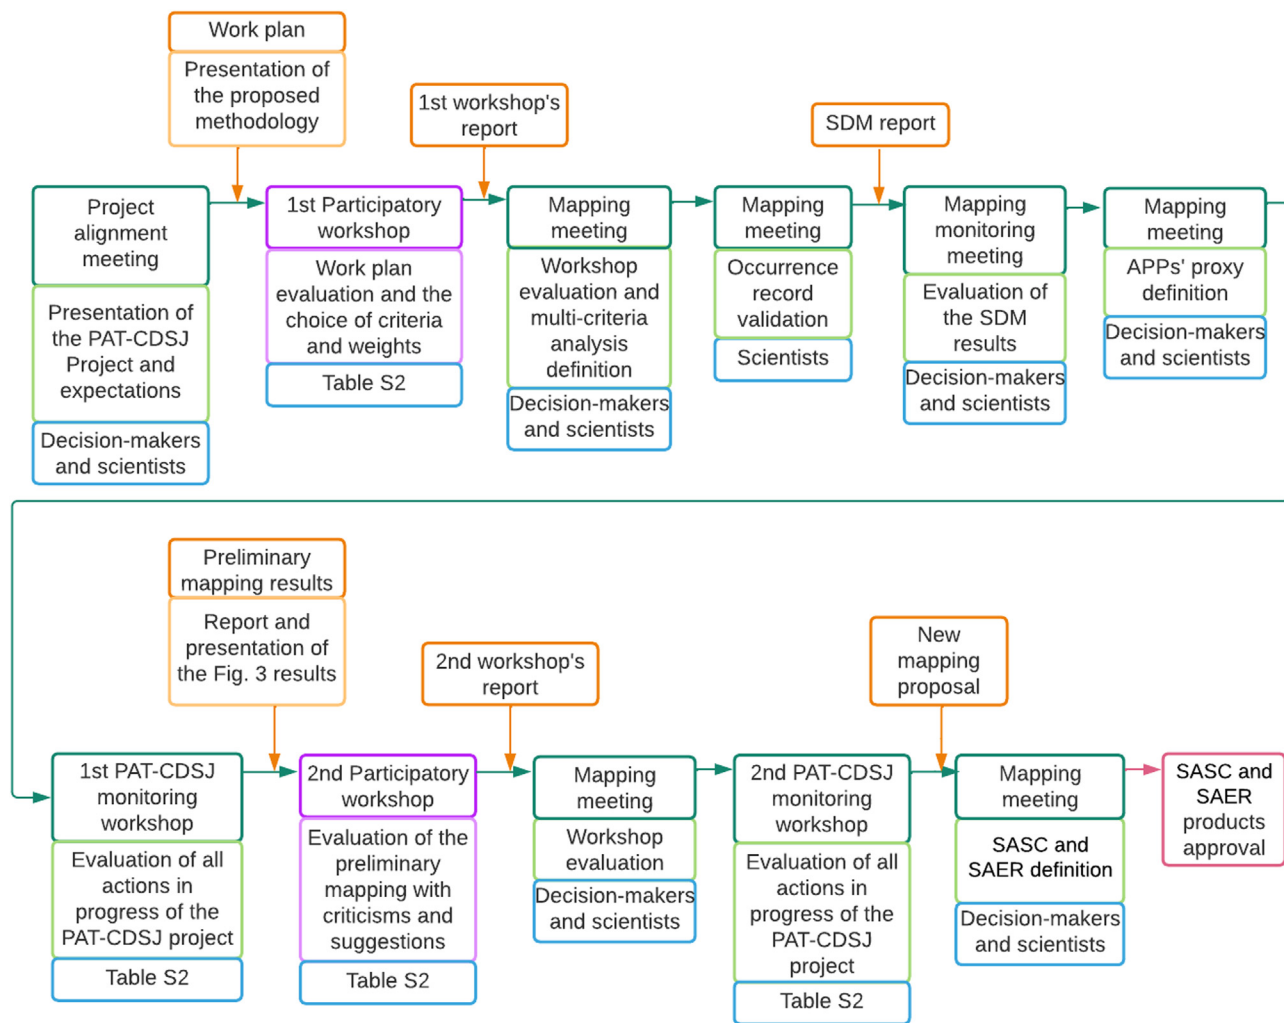 Work plan
Presentation of
the proposed
methodology
1st workshop's
report
SDM report
Project
alignment
meeting
Presentation of
the PAT-CDSJ
Project and
expectations
Decision-makers
and scientists
1st Participatory
workshop
Work plan
evaluation and the
choice of criteria
and weights
Table S2
Mapping
meeting
Workshop
evaluation and
multi-criteria
analysis
definition
Decision-makers
and scientists
Mapping
meeting
Occurrence
record
validation
Scientists
Mapping
monitoring
meeting
Evaluation of
the SDM
results
Decision-makers
and scientists
Mapping
meeting
APPs' proxy
definition
Decision-makers
and scientists
Preliminary
mapping results
Report and
presentation of
the Fig. 3 results
2nd workshop's
report
New
mapping
proposal
1st PAT-CDSJ
monitoring
workshop
Evaluation of all
actions in
progress of the
PAT-CDSJ project
Table S2
2nd Participatory
workshop
Evaluation of the
preliminary
mapping with
criticisms and
suggestions
Table S2
Mapping
meeting
Workshop
evaluation
Decision-makers
and scientists
2nd PAT-CDSJ
monitoring
workshop
Evaluation of all
actions in
progress of the
PAT-CDSJ
project
Table S2
Mapping
meeting
SASC and
SAER definition
Decision-makers
and scientists
SASC and
SAER
products
approval